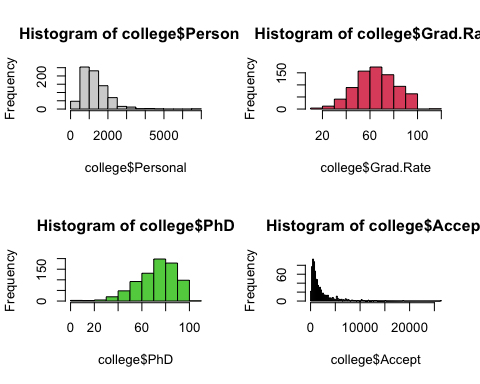 Histogram of college$Person
Frequency
0
200
0
2000
5000
college$Personal
Histogram of college$Grad.Ra
Frequency
0
150
20
60
100
college$Grad.Rate
Histogram of college$PhD
Frequency
0
150
0
20
60
100
college$PhD
Histogram of college$Accep
Frequency
0
60
0
10000
20000
college$Accept